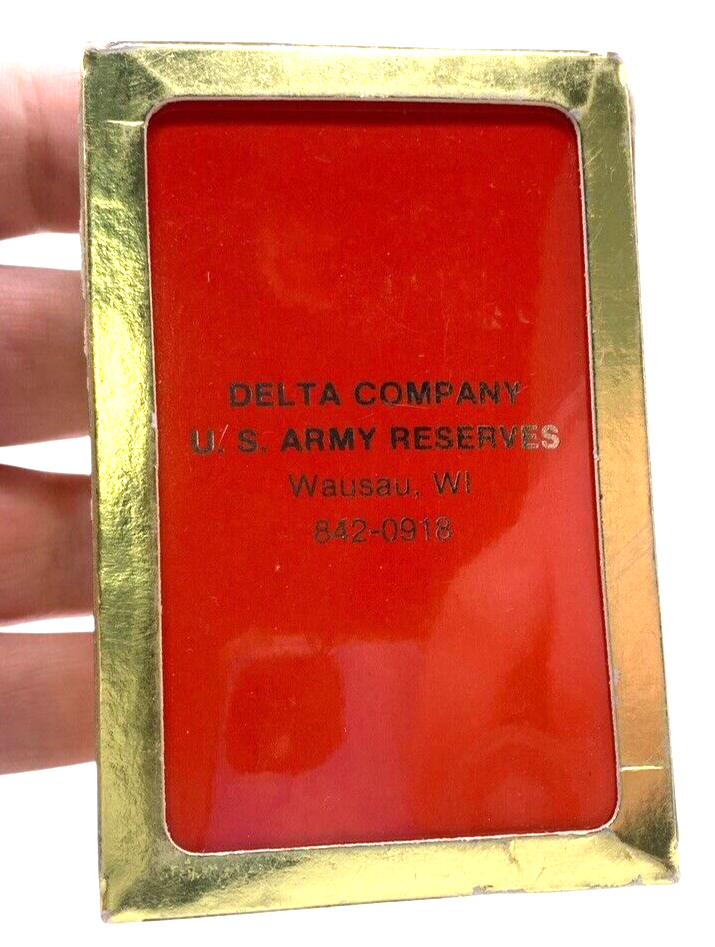 DELTA COMPANY
U. S. ARMY RESERVES
Wausau, WI
842-0918